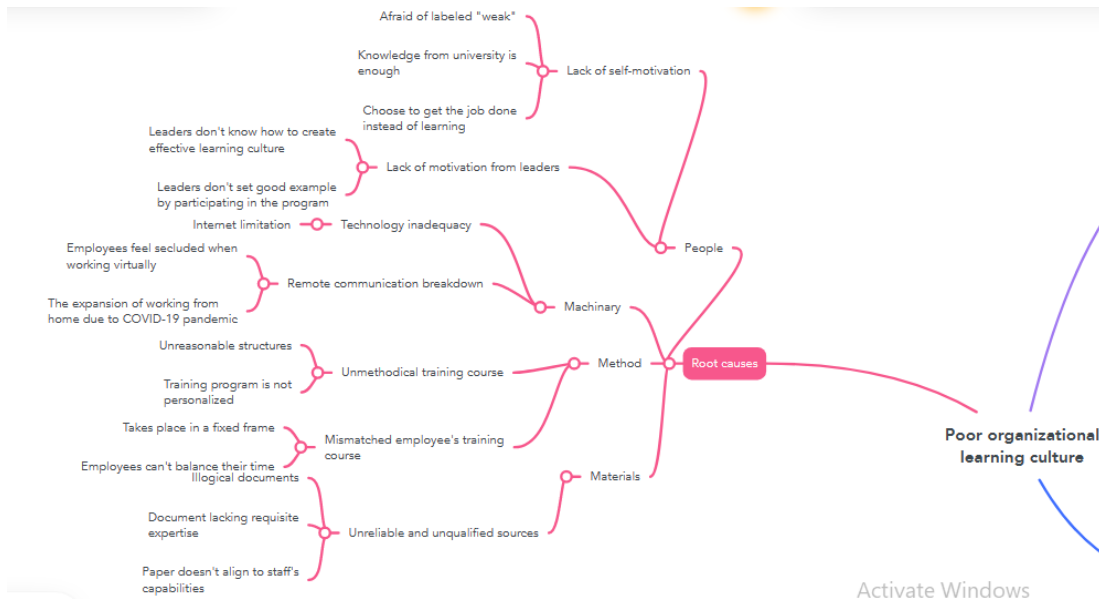 Afraid of labeled "weak"
Knowledge from university is
enough
Lack of self-motivation
Choose to get the job done
instead of learning
Leaders don't know how to create
effective learning culture
Lack of motivation from leaders
Leaders don't set good example
by participating in the program
Internet limitation
Technology inadequacy
People
Employees feel secluded when
working virtually
Remote communication breakdown
The expansion of working from
home due to COVID-19 pandemic
Machinary
Unreasonable structures
Unmethodical training course
Method
Root causes
Training program is not
personalized
Takes place in a fixed frame
Mismatched employee's training
course
Employees can't balance their time
Poor organizational
learning culture
Illogical documents
Materials
Document lacking requisite
expertise
Unreliable and unqualified sources
Paper doesn't align to staff's
capabilities
Activate Windows